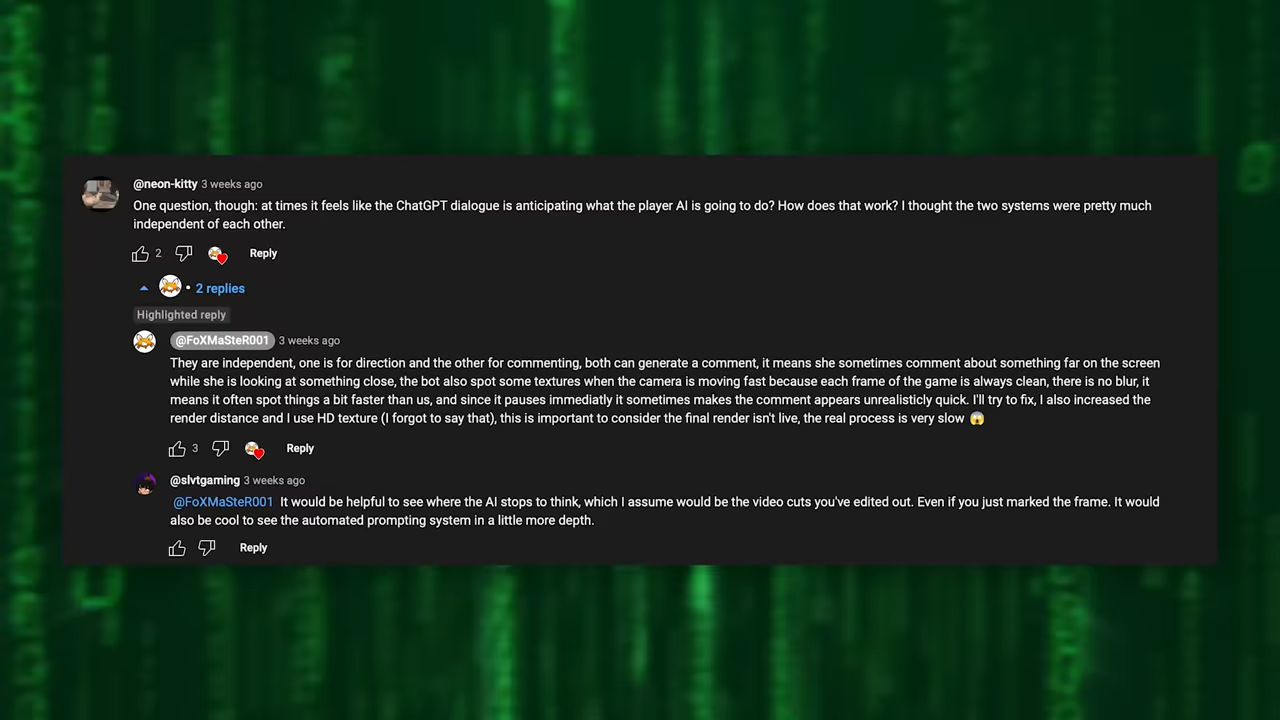 @neon-kitty 3 weeks ago
One question, though: at times it feels like the ChatGPT dialogue is anticipating what the player AI is going to do? How does that work? I thought the two systems were pretty much
independent of each other.
2 Reply
• 2 replies
Highlighted reply
@FoXMaSteR001 3 weeks ago
They are independent, one is for direction and the other for commenting, both can generate a comment, it means she sometimes comment about something far on the screen
while she is looking at something close, the bot also spot some textures when the camera is moving fast because each frame of the game is always clean, there is no blur, it
means it often spot things a bit faster than us, and since it pauses immediatly it sometimes makes the comment appears unrealisticly quick. I'll try to fix, I also increased the
render distance and I use HD texture (I forgot to say that), this is important to consider the final render isn't live, the real process is very slow 😱
3 Reply
@slvtgaming 3 weeks ago
@FoXMaSteR001 It would be helpful to see where the AI stops to think, which I assume would be the video cuts you've edited out. Even if you just marked the frame. It would
also be cool to see the automated prompting system in a little more depth.
Reply